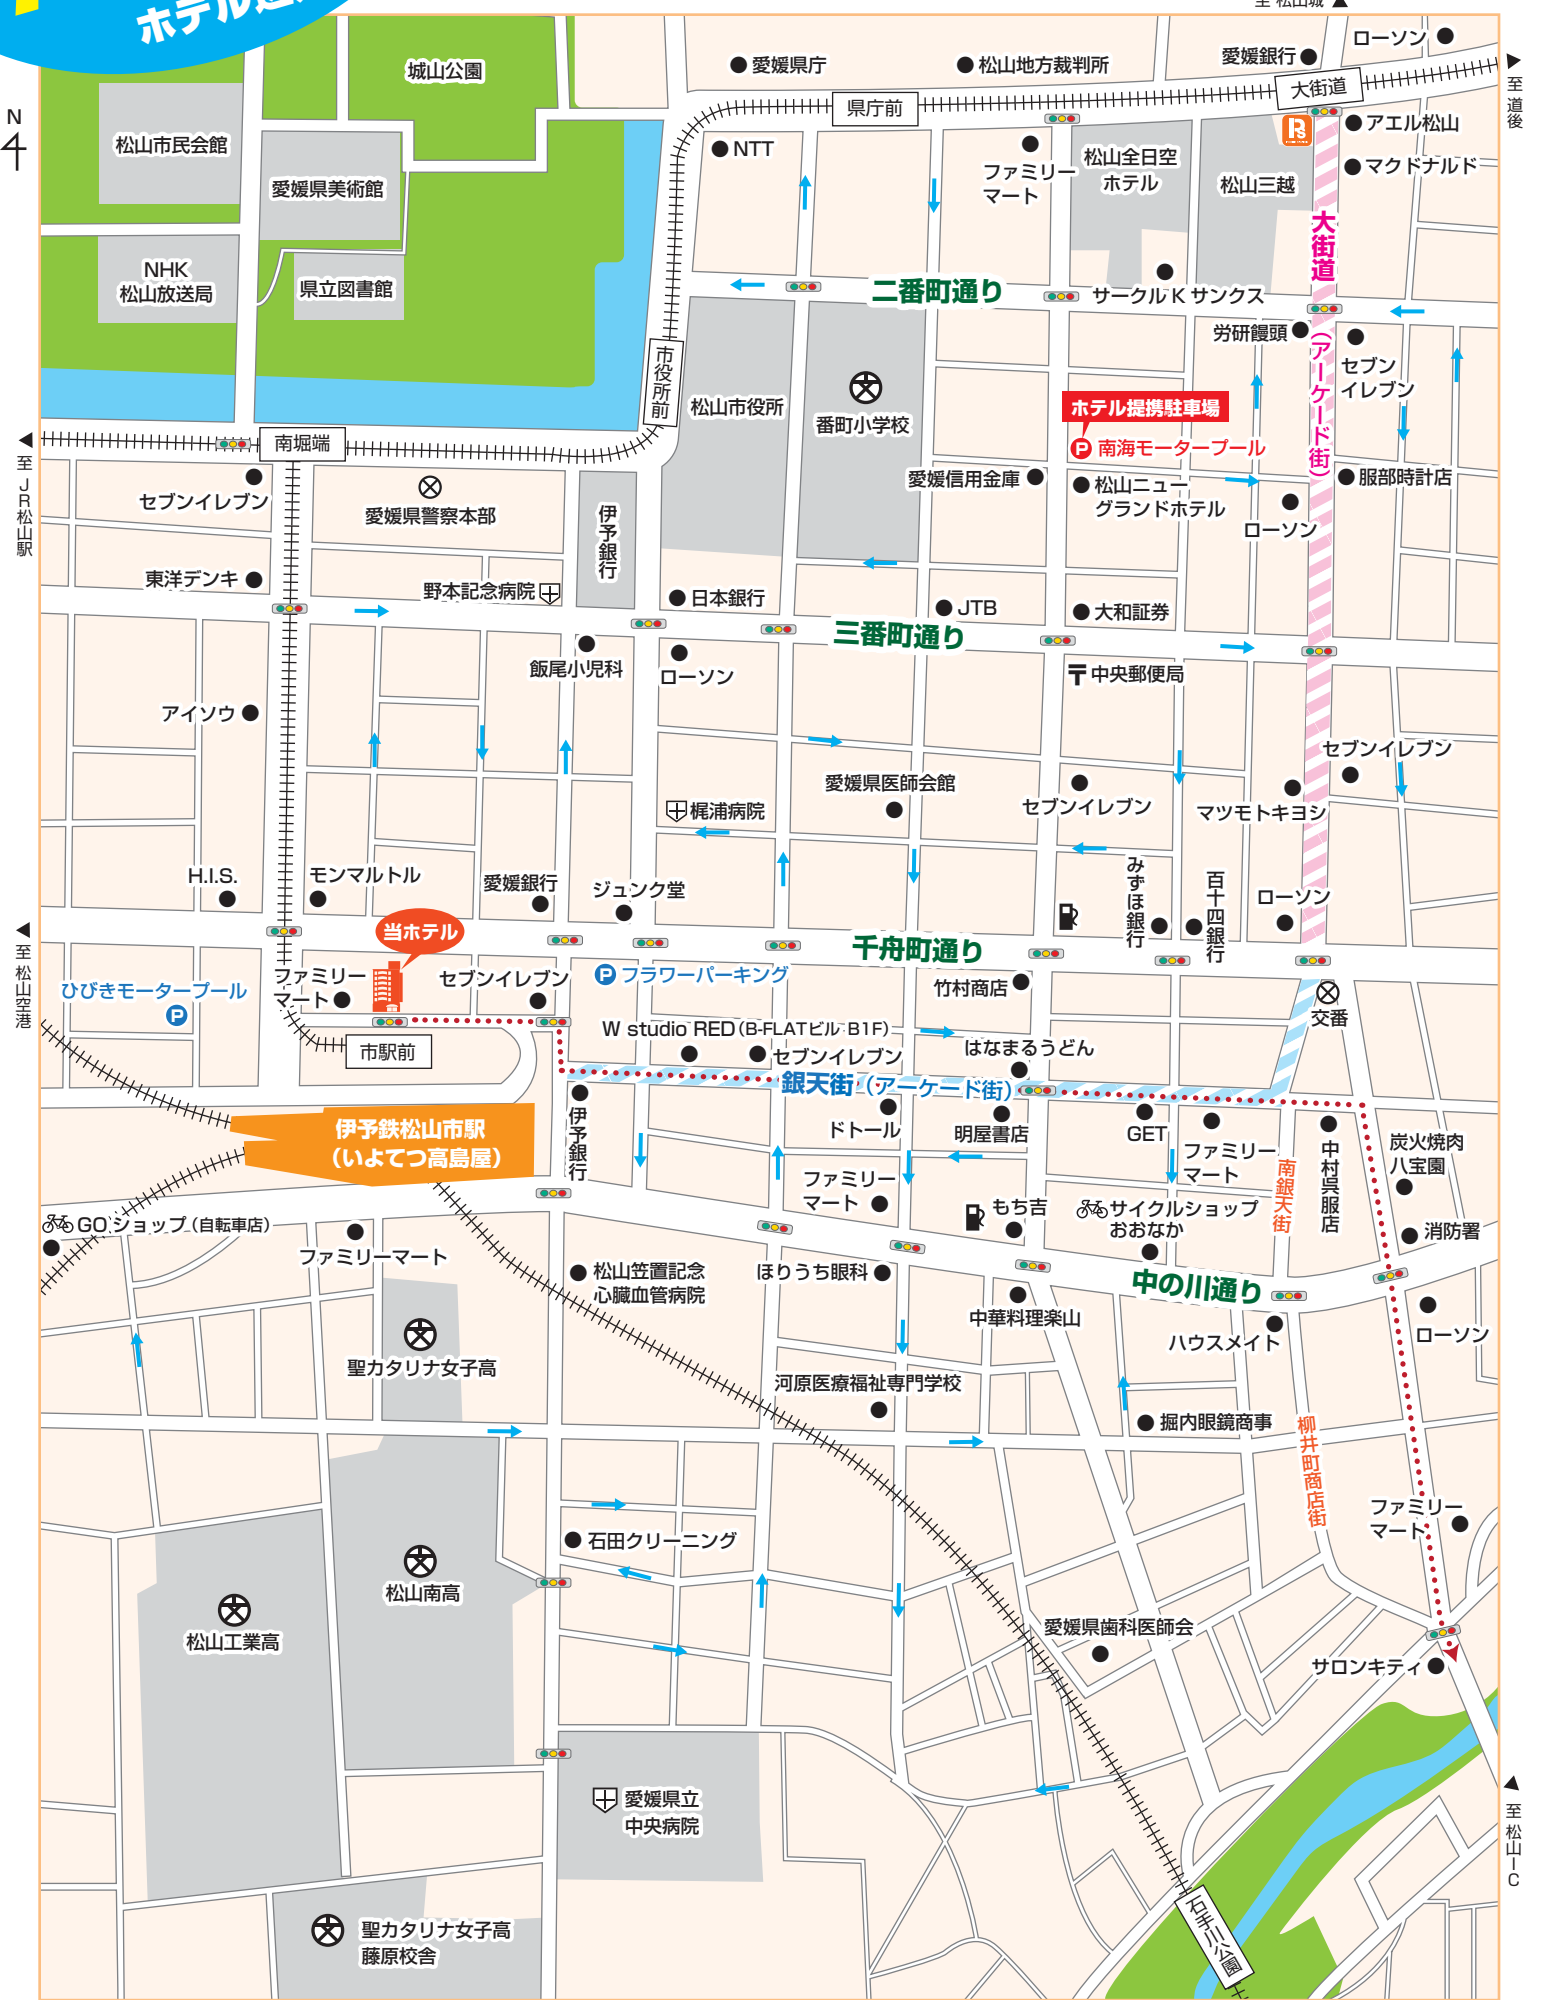 至 松山城
N
城山公園
松山市民会館
愛媛県美術館
NHK
松山放送局
県立図書館
愛媛県庁
松山地方裁判所
愛媛銀行
ローソン
大街道
県庁前
至 道後
NTT
ファミリー
マート
松山全日空
ホテル
松山三越
アエル松山
マクドナルド
大街道
(アーケード街)
二番町通り
サークルKサンクス
労研饅頭
セブン
イレブン
市役所前
松山市役所
番町小学校
ホテル提携駐車場
P 南海モータープール
南堀端
至 JR松山駅
セブンイレブン
愛媛県警察本部
伊予銀行
愛媛信用金庫
松山ニュー
グランドホテル
ローソン
服部時計店
東洋デンキ
野本記念病院
日本銀行
JTB
大和証券
三番町通り
飯尾小児科
ローソン
中央郵便局
アイソウ
セブンイレブン
愛媛県医師会館
梶浦病院
セブンイレブン
マツモトキヨシ
H.I.S.
モンマルトル
愛媛銀行
ジュンク堂
みずほ銀行
百十四銀行
ローソン
至 松山空港
当ホテル
千舟町通り
ひびきモータープール
P
ファミリー
マート
セブンイレブン
P フラワーパーキング
竹村商店
交番
市駅前
W studio RED(B-FLATビル B1F)
セブンイレブン
はなまるうどん
銀天街(アーケード街)
伊予鉄松山市駅
(いよてつ高島屋)
伊予銀行
ドトール
明屋書店
GET
ファミリー
マート
中村呉服店
炭火焼肉
八宝園
南銀天街
ファミリー
マート
もち吉
サイクルショップ
おおなか
消防署
GOショップ(自転車店)
ファミリーマート
松山笠置記念
心臓血管病院
ほりうち眼科
中の川通り
中華料理楽山
ハウスメイト
ローソン
聖カタリナ女子高
河原医療福祉専門学校
掘内眼鏡商事
柳井町商店街
ファミリー
マート
石田クリーニング
松山南高
松山工業高
愛媛県歯科医師会
サロンキティ
愛媛県立
中央病院
至 松山IC
石手川公園
聖カタリナ女子高
藤原校舎